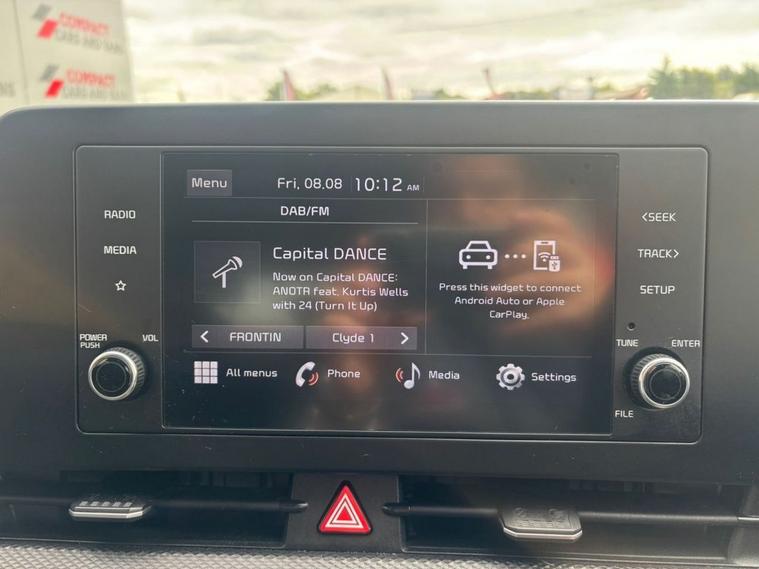 COMPACT
CARS AND VANS
COMPACT
CARS AND VANS
RADIO
MEDIA
POWER
PUSH
VOL
Menu
Fri, 08.08 10:12 AM
DAB/FM
Capital DANCE
Now on Capital DANCE:
ANOTR feat. Kurtis Wells
with 24 (Turn It Up)
FRONTIN
Clyde 1
Press this widget to connect
Android Auto or Apple
CarPlay.
All menus
Phone
Media
Settings
<SEEK
TRACK>
SETUP
TUNE
ENTER
FILE